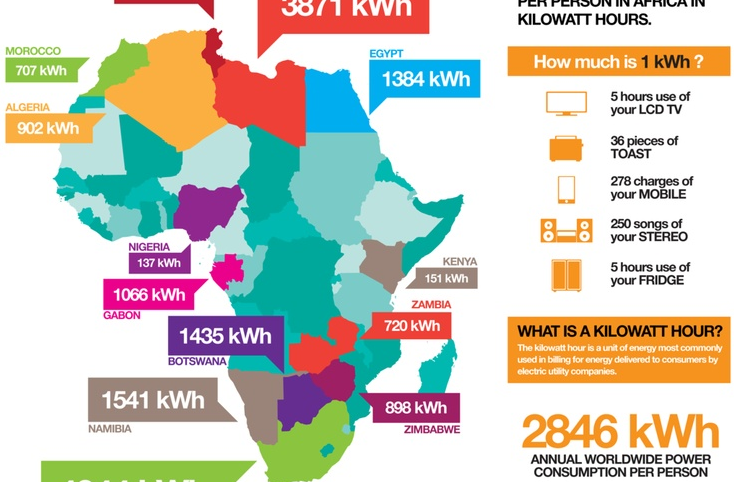 3871 kWh
PER PERSON IN AFRICA IN
KILOWATT HOURS.
MOROCCO
707 kWh
EGYPT
1384 kWh
ALGERIA
902 kWh
How much is 1 kWh ?
5 hours use of
your LCD TV
36 pieces of
TOAST
278 charges of
your MOBILE
250 songs of
your STEREO
5 hours use of
your FRIDGE
NIGERIA
137 kWh
KENYA
151 kWh
1066 kWh
GABON
ZAMBIA
720 kWh
1435 kWh
BOTSWANA
1541 kWh
NAMIBIA
898 kWh
ZIMBABWE
WHAT IS A KILOWATT HOUR?
The kilowatt hour is a unit of energy most commonly
used in billing for energy delivered to consumers by
electric utility companies.
2846 kWh
ANNUAL WORLDWIDE POWER
CONSUMPTION PER PERSON